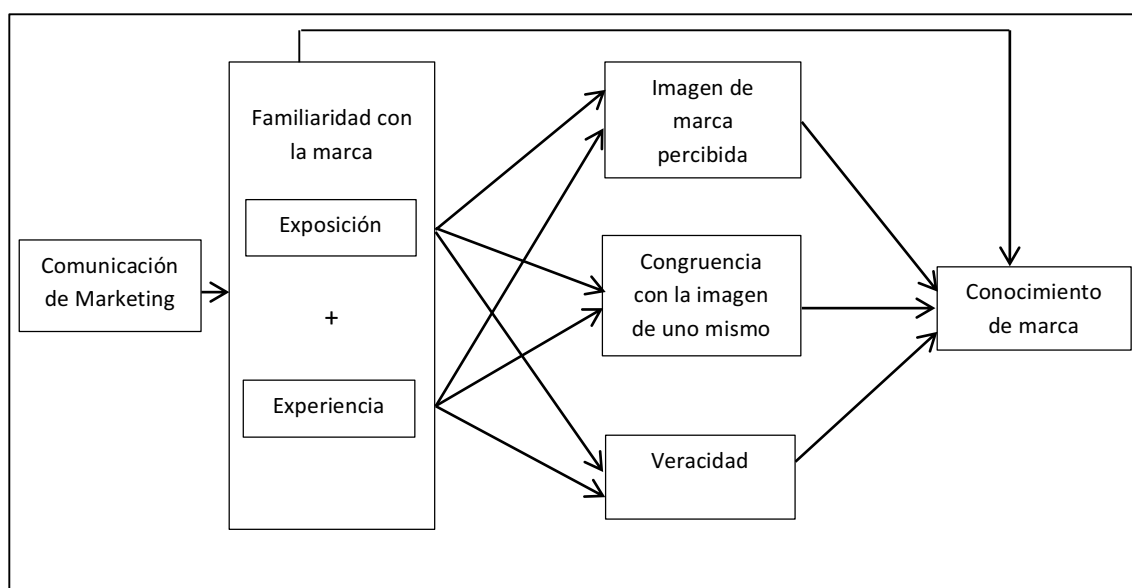 Comunicación
de Marketing
Familiaridad con
la marca
Exposición
+
Experiencia
Imagen de
marca
percibida
Congruencia
con la imagen
de uno mismo
Veracidad
Conocimiento
de marca